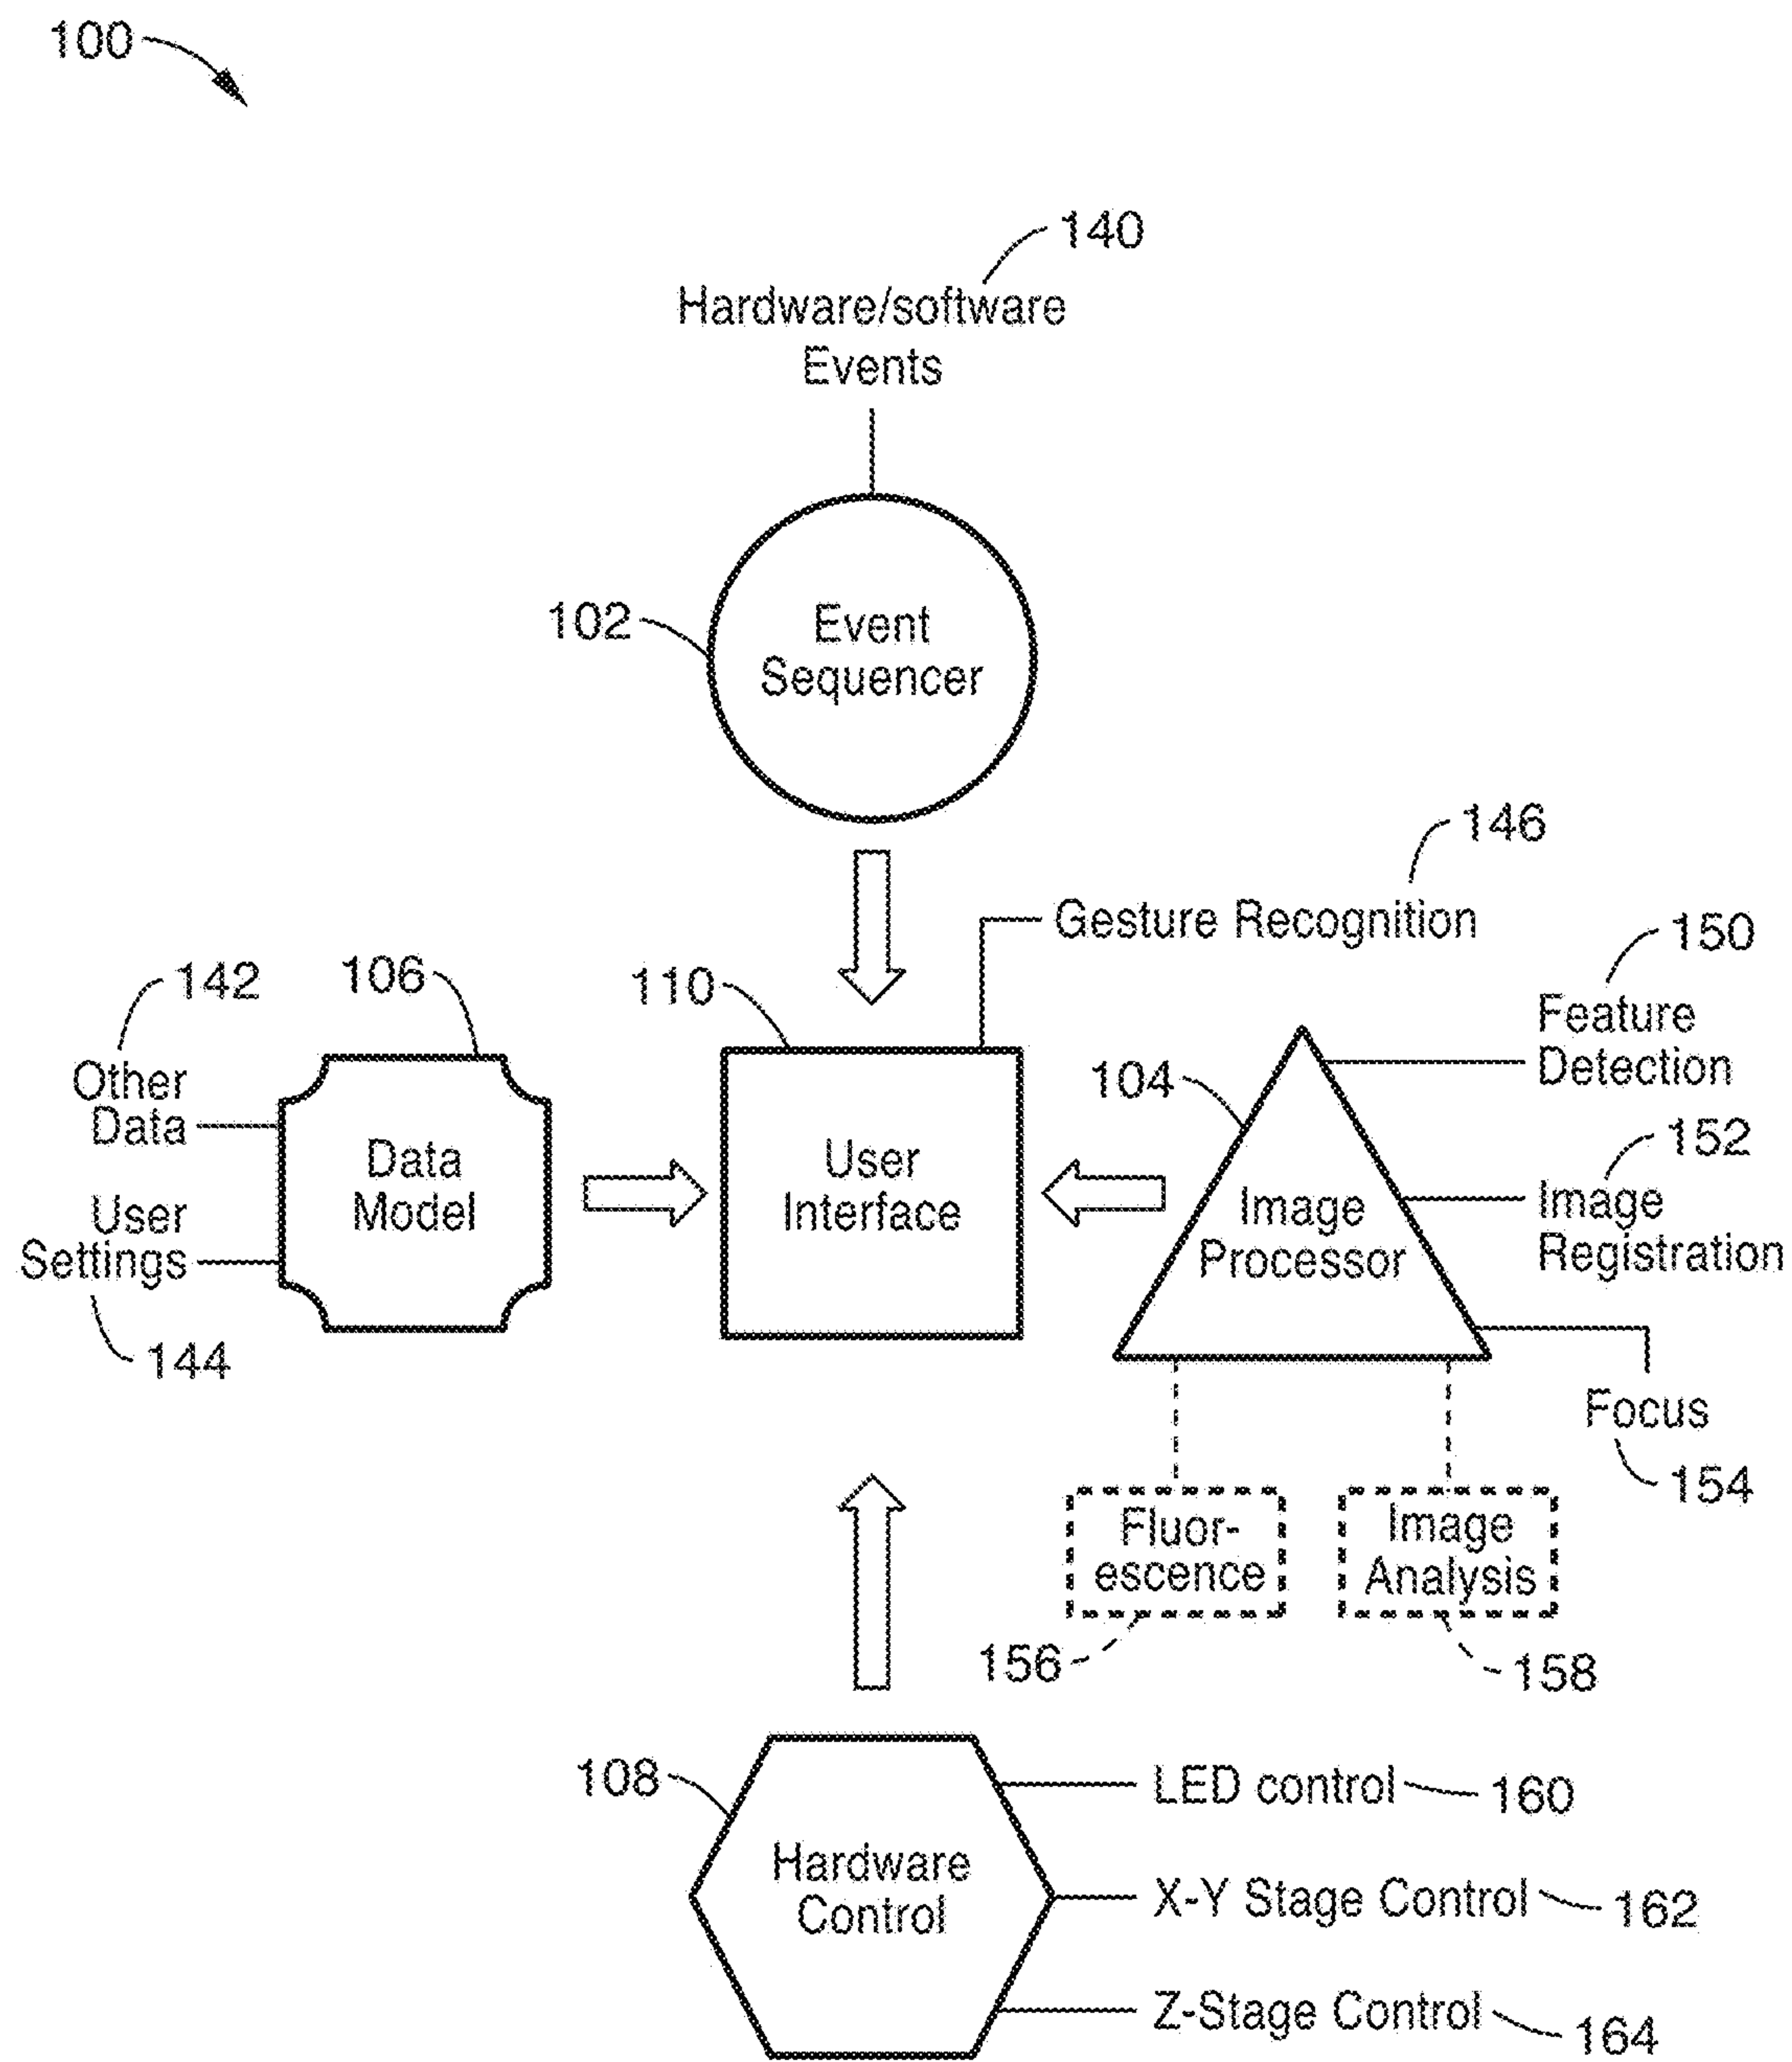 100
140
Hardware/software
Events
102
Event
Sequencer
146
Gesture Recognition
142
106
110
150
Feature
Detection
Other
Data
104
152
Data
Model
User
Interface
Image
Processor
Image
Registration
User
Settings
144
Focus
154
Fluor-
escence
Image
Analysis
156
158
108
LED control
160
Hardware
Control
X-Y Stage Control
162
Z-Stage Control
164